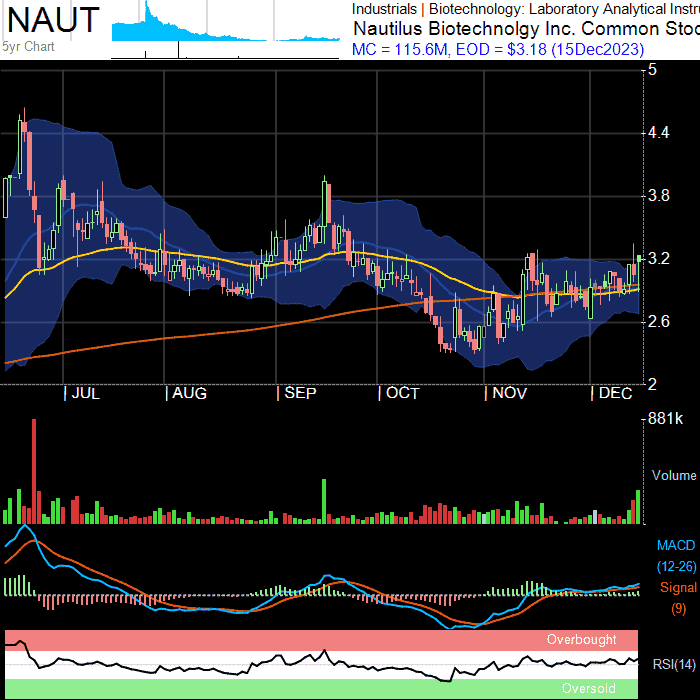 NAUT
5yr Chart
Industrials | Biotechnology: Laboratory Analytical Instru
Nautilus Biotechnolgy Inc. Common Stoc
MC = 115.6M, EOD = $3.18 (15Dec2023)
5
4.4
3.8
3.2
2.6
2
| JUL | AUG | SEP | OCT | NOV | DEC
881k
Volume
MACD
(12-26)
Signal
(9)
Overbought
RSI(14)
Oversold